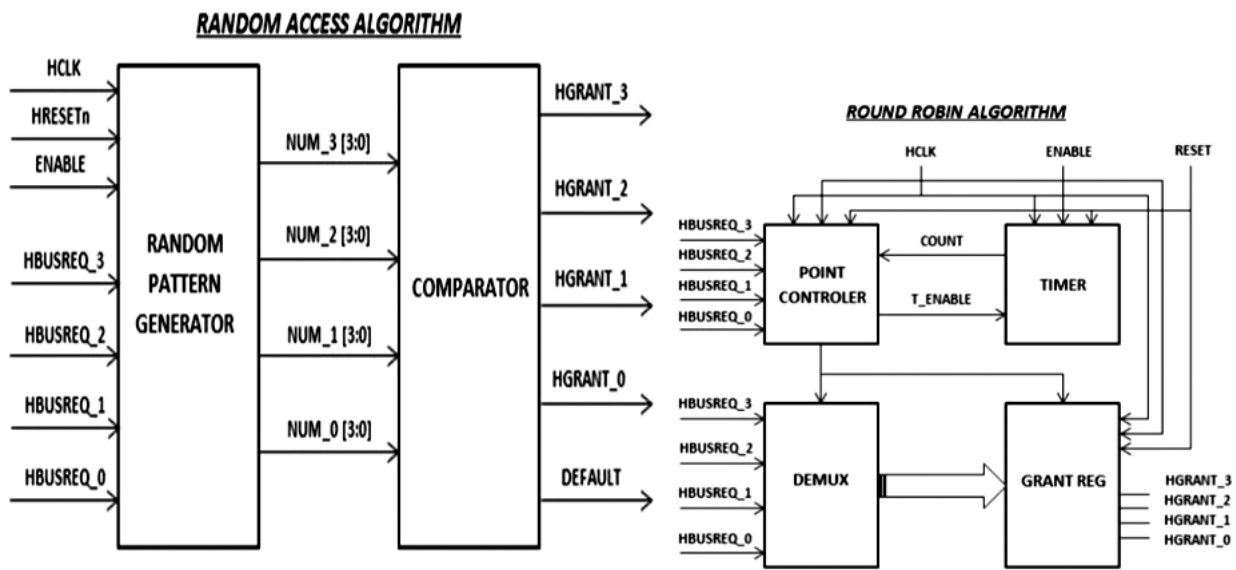 RANDOM ACCESS ALGORITHM
HCLK
HRESETn
ENABLE
HBUSREQ_3
HBUSREQ_2
HBUSREQ_1
HBUSREQ_0
RANDOM
PATTERN
GENERATOR
NUM_3 [3:0]
NUM_2 [3:0]
NUM_1 [3:0]
NUM_0 [3:0]
COMPARATOR
HGRANT_3
HGRANT_2
HGRANT_1
HGRANT_0
DEFAULT
ROUND ROBIN ALGORITHM
HCLK
ENABLE
RESET
HBUSREQ_3
HBUSREQ_2
HBUSREQ_1
HBUSREQ_0
POINT
CONTROLER
COUNT
T_ENABLE
TIMER
HBUSREQ_3
HBUSREQ_2
HBUSREQ_1
HBUSREQ_0
DEMUX
GRANT REG
HGRANT_3
HGRANT_2
HGRANT_1
HGRANT_0